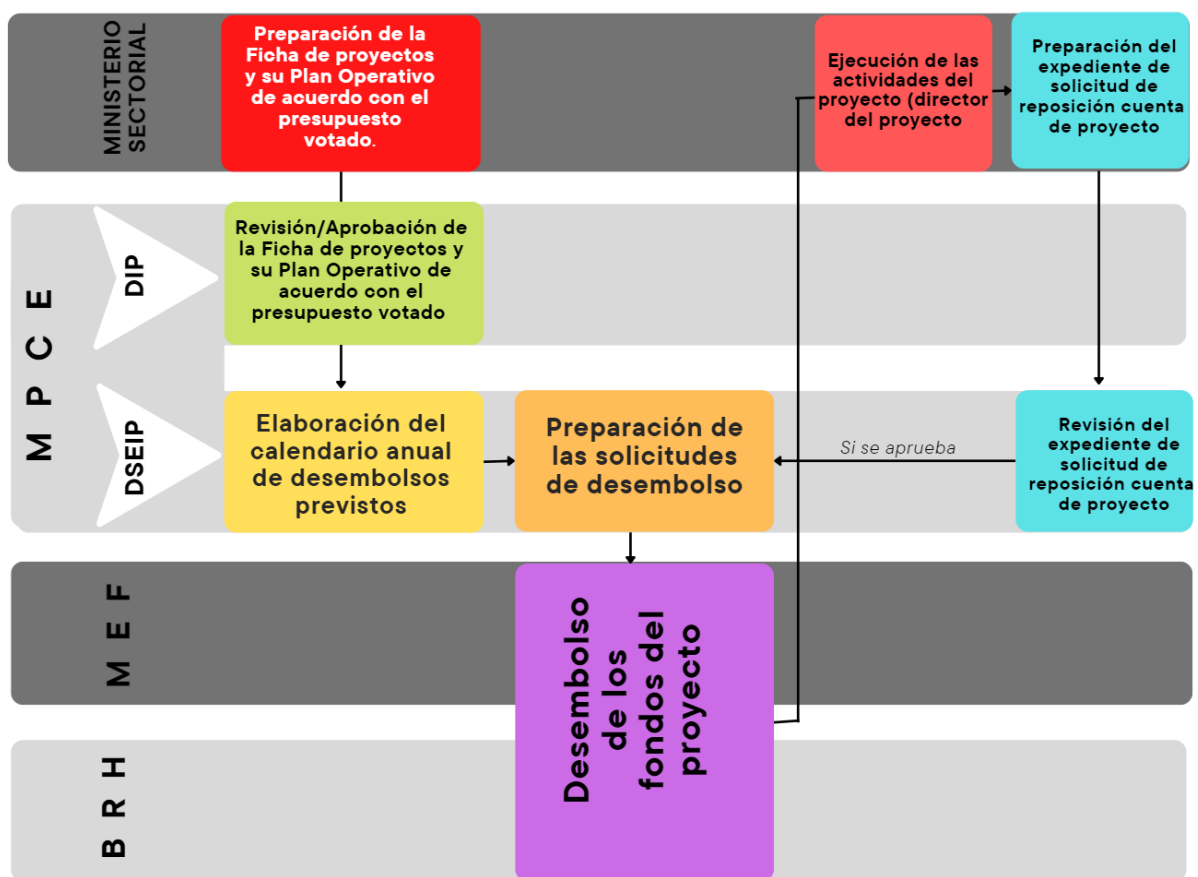 MINISTERIO
SECTORIAL
Preparación de la
Ficha de proyectos
y su Plan Operativo
de acuerdo con el
presupuesto
votado.
Ejecución de las
actividades del
proyecto (director
del proyecto
Preparación del
expediente de
solicitud de
reposición cuenta
de proyecto
MPCE
DIP
Revisión/Aprobación de
la Ficha de proyectos y
su Plan Operativo de
acuerdo con el
presupuesto votado
DSEIP
Elaboración del
calendario anual
de desembolsos
previstos
Preparación de
las solicitudes
de desembolso
Si se aprueba
Revisión del
expediente de
solicitud de
reposición cuenta
de proyecto
MEF
Desembolso
de los
fondos del
proyecto
BRH